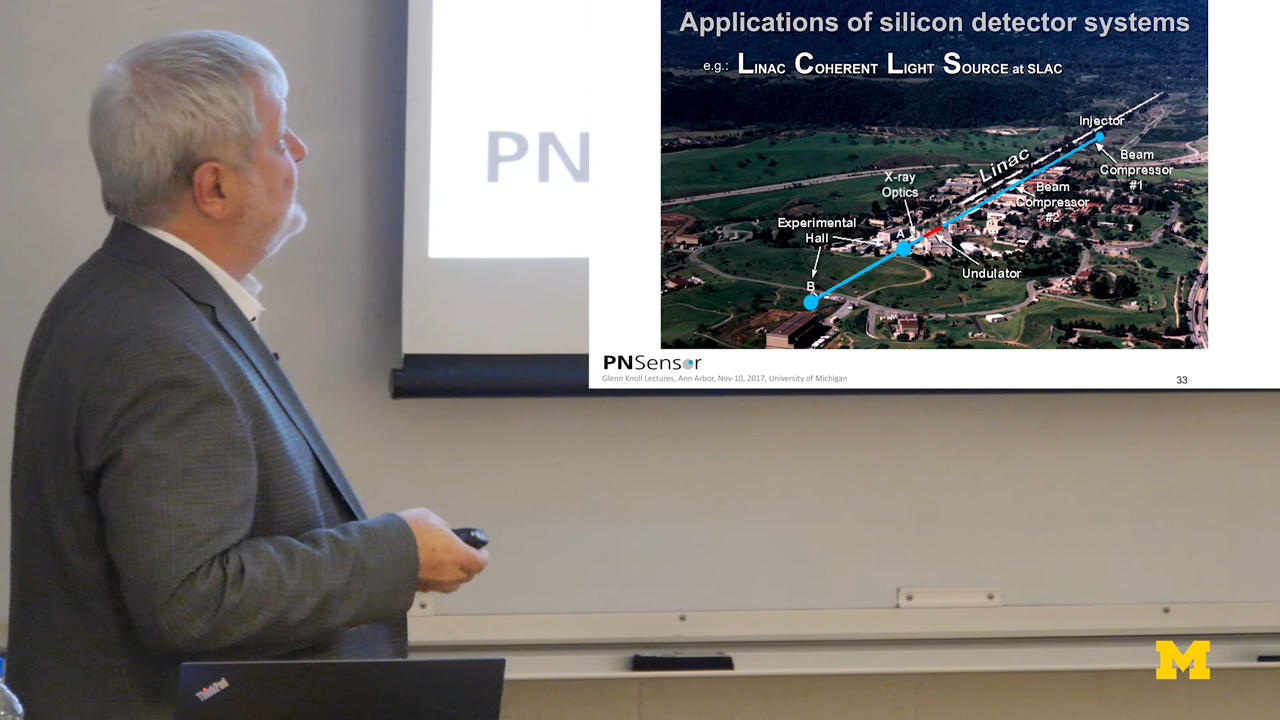 Applications of silicon detector systems
e.g.: LINAC COHERENT LIGHT SOURCE at SLAC
Injector
Linac
Beam
Compressor
#1
X-ray
Optics
Beam
Compressor
#2
Experimental
Hall
A
Undulator
B
PN
PNSensor
Glenn Knoll Lectures, Ann Arbor, Nov-10, 2017, University of Michigan
33
ThinkPad
M